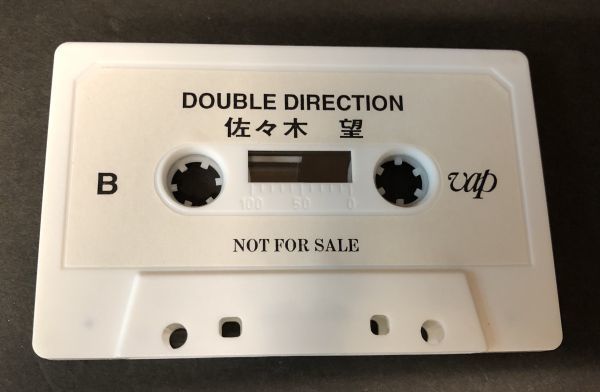 DOUBLE DIRECTION
佐々木 望
B
vap
100 50 0
NOT FOR SALE